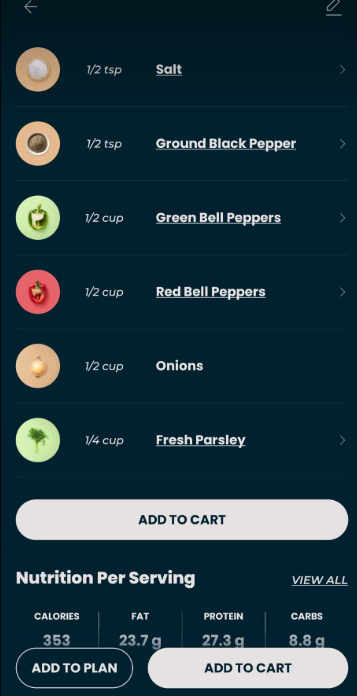 1/2 tsp Salt
1/2 tsp Ground Black Pepper
1/2 cup Green Bell Peppers
1/2 cup Red Bell Peppers
1/2 cup Onions
1/4 cup Fresh Parsley
ADD TO CART
Nutrition Per Serving VIEW ALL
CALORIES FAT PROTEIN CARBS
353 23.7 g 27.3 g 8.8 g
ADD TO PLAN ADD TO CART